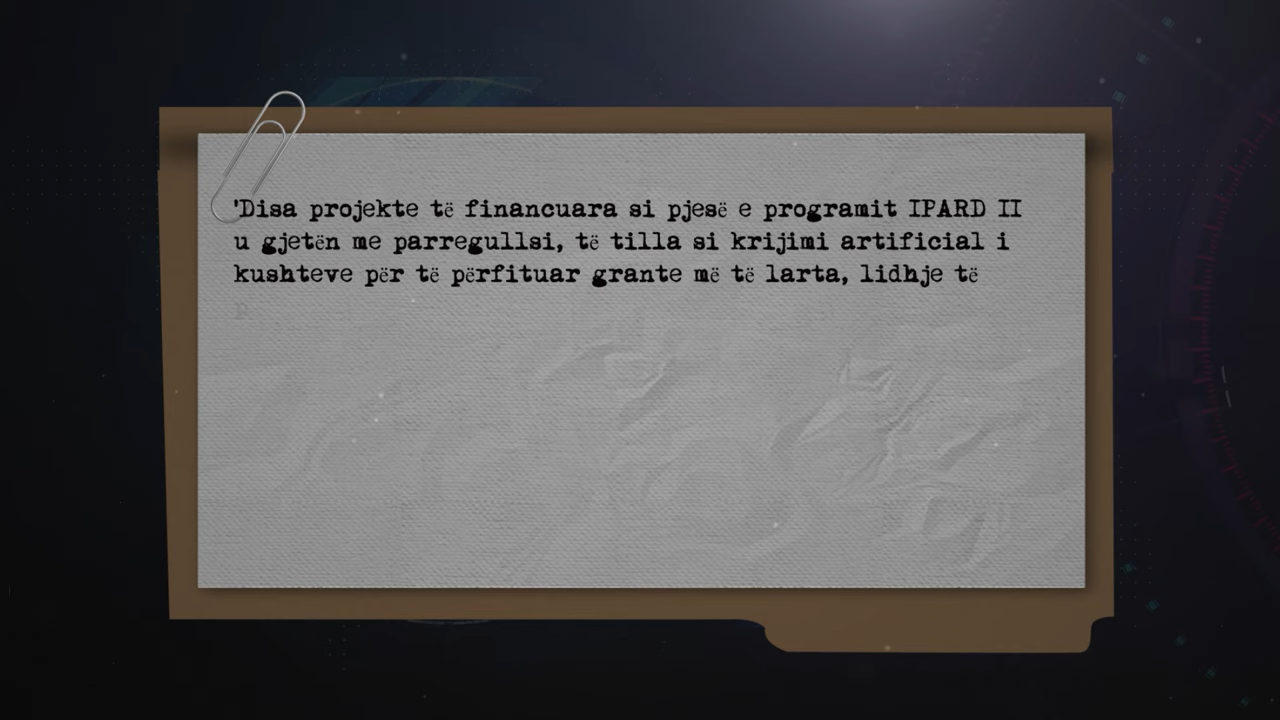 'Disa projekte të financuara si pjesë e programit IPARD II
u gjetën me parregullsi, të tilla si krijimi artificial i
kushteve për të përfituar grante më të larta, lidhje të